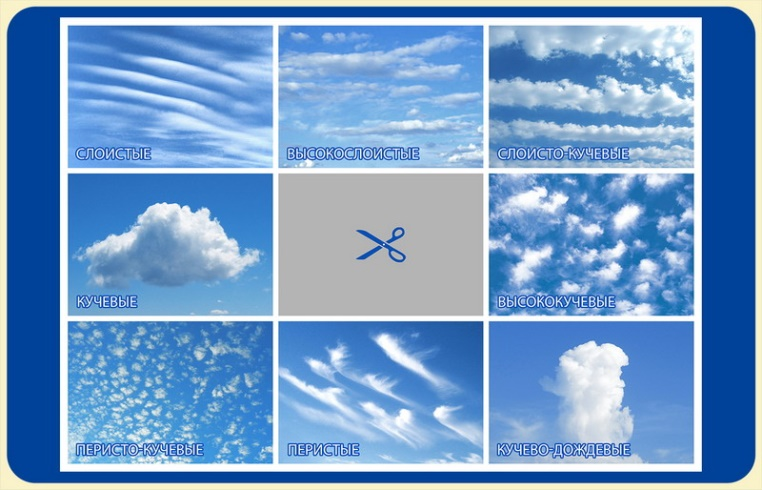 СЛОИСТЫЕ
ВЫСОКОСЛОИСТЫЕ
СЛОИСТО-КУЧЕВЫЕ
КУЧЕВЫЕ
ВЫСОКОКУЧЕВЫЕ
ПЕРИСТО-КУЧЕВЫЕ
ПЕРИСТЫЕ
КУЧЕВО-ДОЖДЕВЫЕ